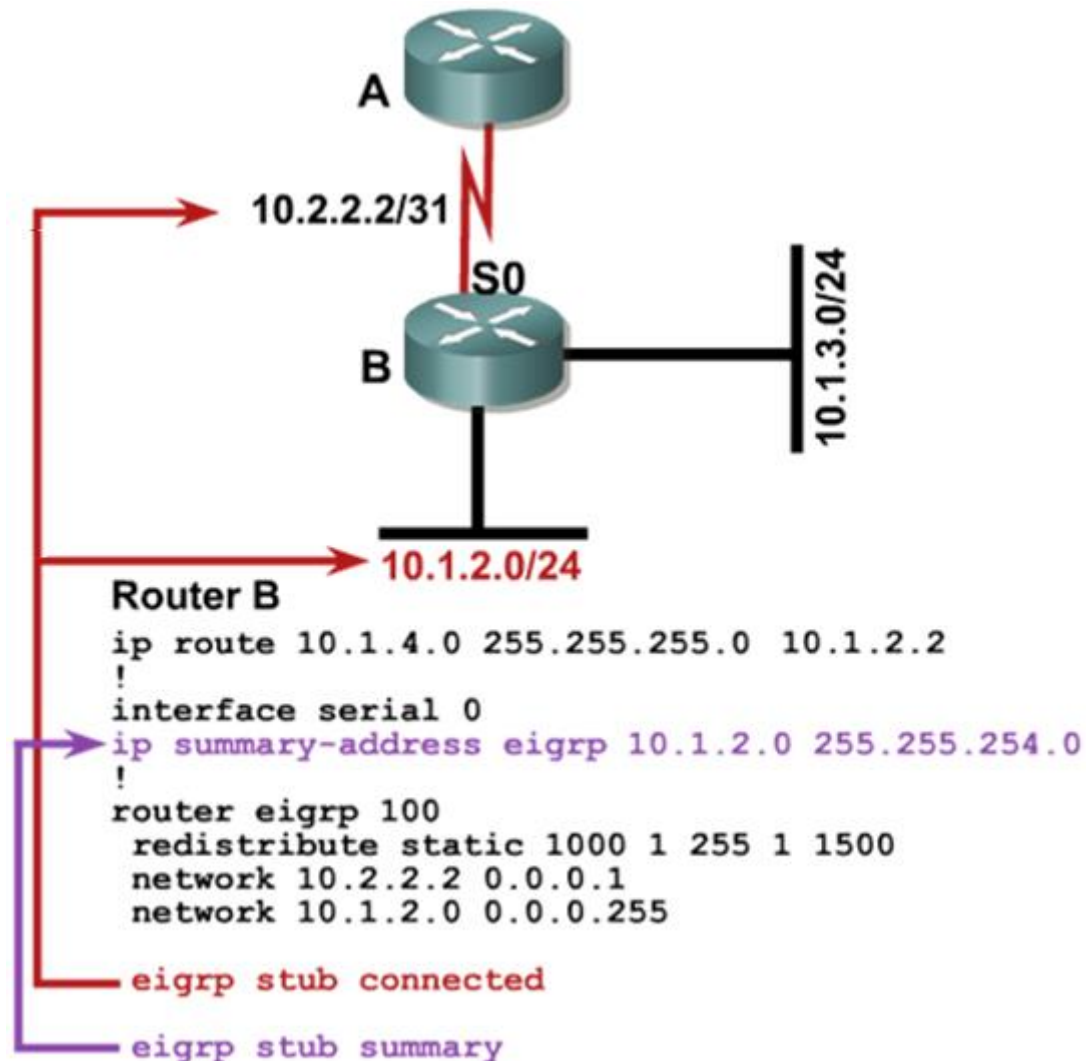 A
10.2.2.2/31
S0
B
10.1.3.0/24
10.1.2.0/24
Router B
ip route 10.1.4.0 255.255.255.0 10.1.2.2
!
interface serial 0
ip summary-address eigrp 10.1.2.0 255.255.254.0
!
router eigrp 100
redistribute static 1000 1 255 1 1500
network 10.2.2.2 0.0.0.1
network 10.1.2.0 0.0.0.255
eigrp stub connected
eigrp stub summary